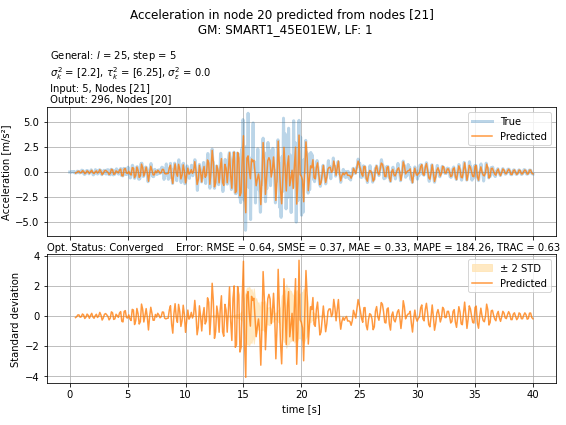 Acceleration in node 20 predicted from nodes [21]
GM: SMART1_45E01EW, LF: 1
General: l = 25, step = 5
σ²ₖ = [2.2], τ²ₖ = [6.25], σ²_ε = 0.0
Input: 5, Nodes [21]
Output: 296, Nodes [20]
Acceleration [m/s²]
5.0
2.5
0.0
−2.5
−5.0
True
Predicted
Opt. Status: Converged Error: RMSE = 0.64, SMSE = 0.37, MAE = 0.33, MAPE = 184.26, TRAC = 0.63
Standard deviation
4
2
0
−2
−4
± 2 STD
Predicted
0 5 10 15 20 25 30 35 40
time [s]